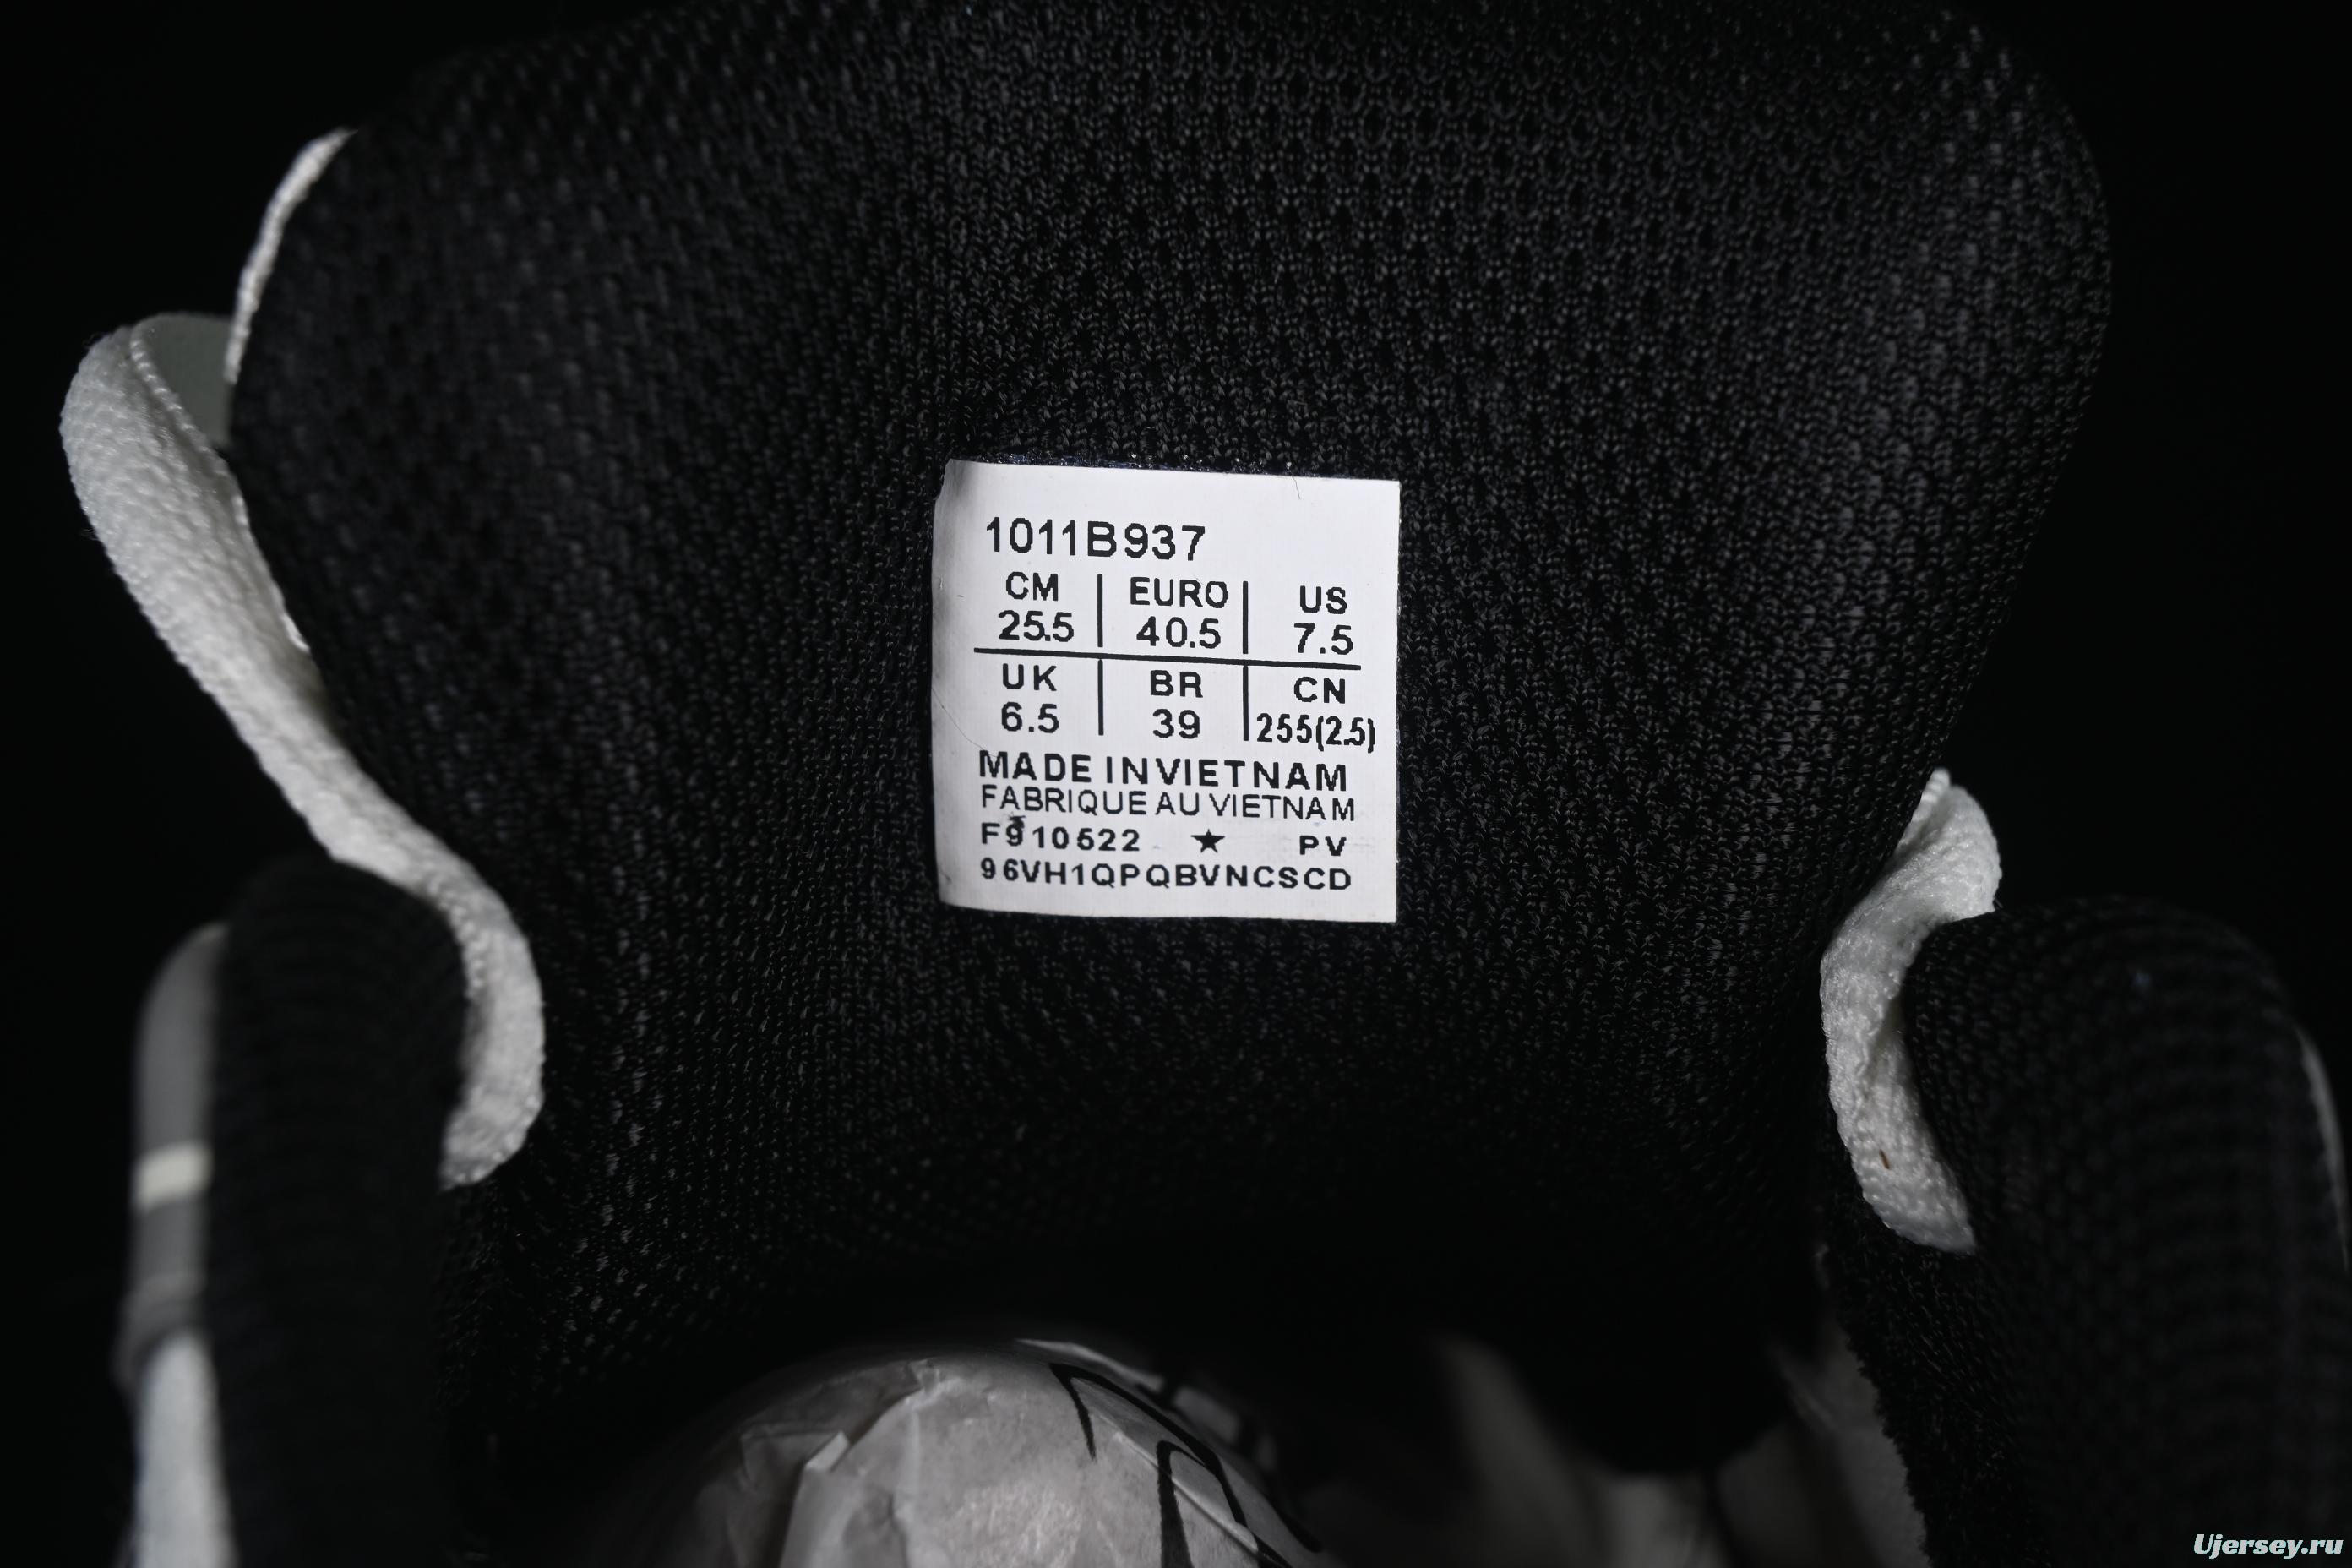 1011B937
CM EURO US
25.5 40.5 7.5
UK BR CN
6.5 39 255(2.5)
MADE IN VIETNAM
FABRIQUE AU VIETNAM
F910522 ★ PV
96VH1QPQBVNCSCD
Ujersey.ru